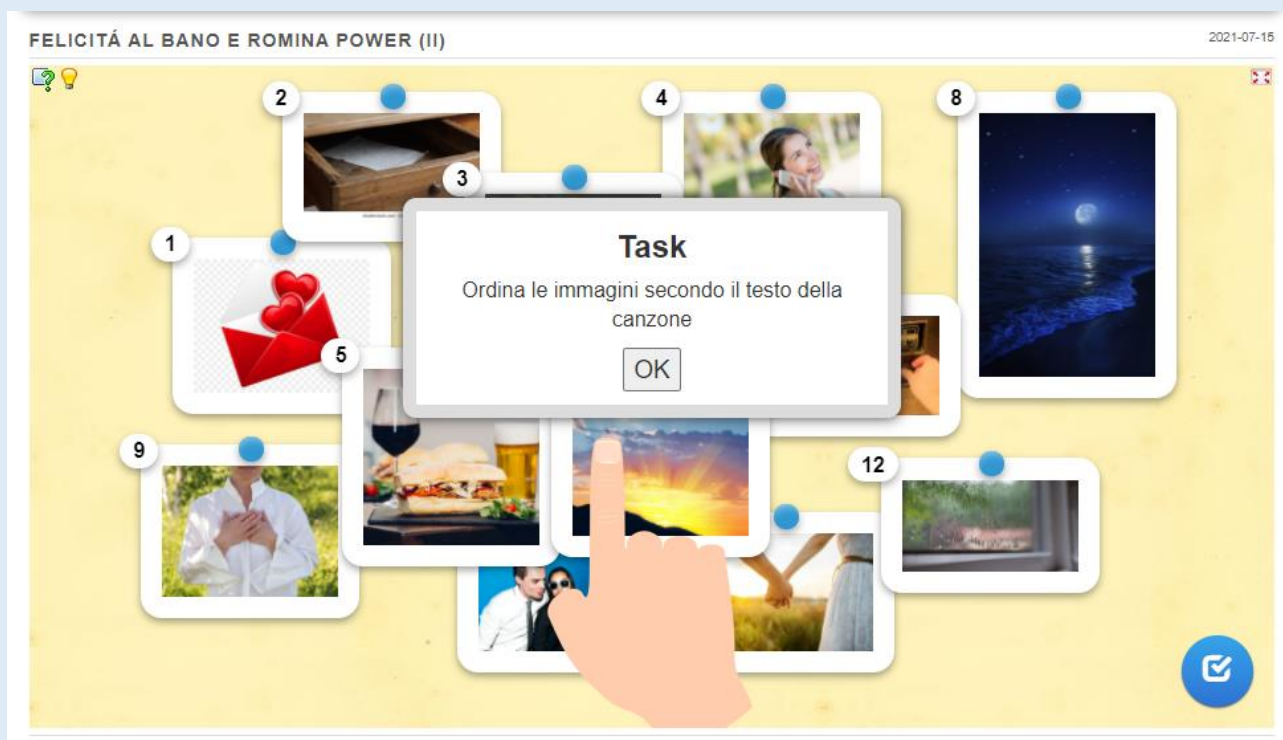 FELICITÁ AL BANO E ROMINA POWER (II)
2021-07-15
2
4
8
3
1
Task
Ordina le immagini secondo il testo della
canzone
OK
5
9
12